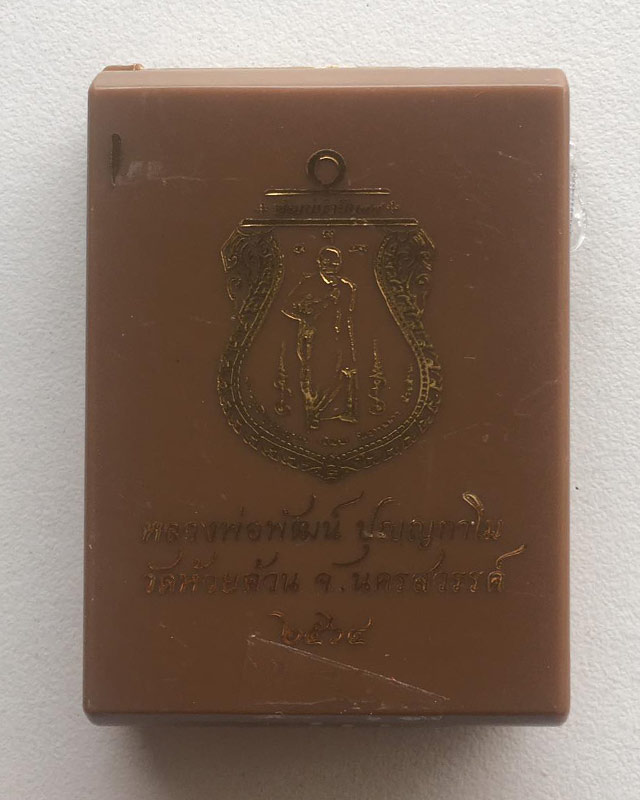 หลวงพ่อพัฒน์ ปุญญกาโม
วัดห้วยด้วน จ.นครสวรรค์
๒๕๖๔